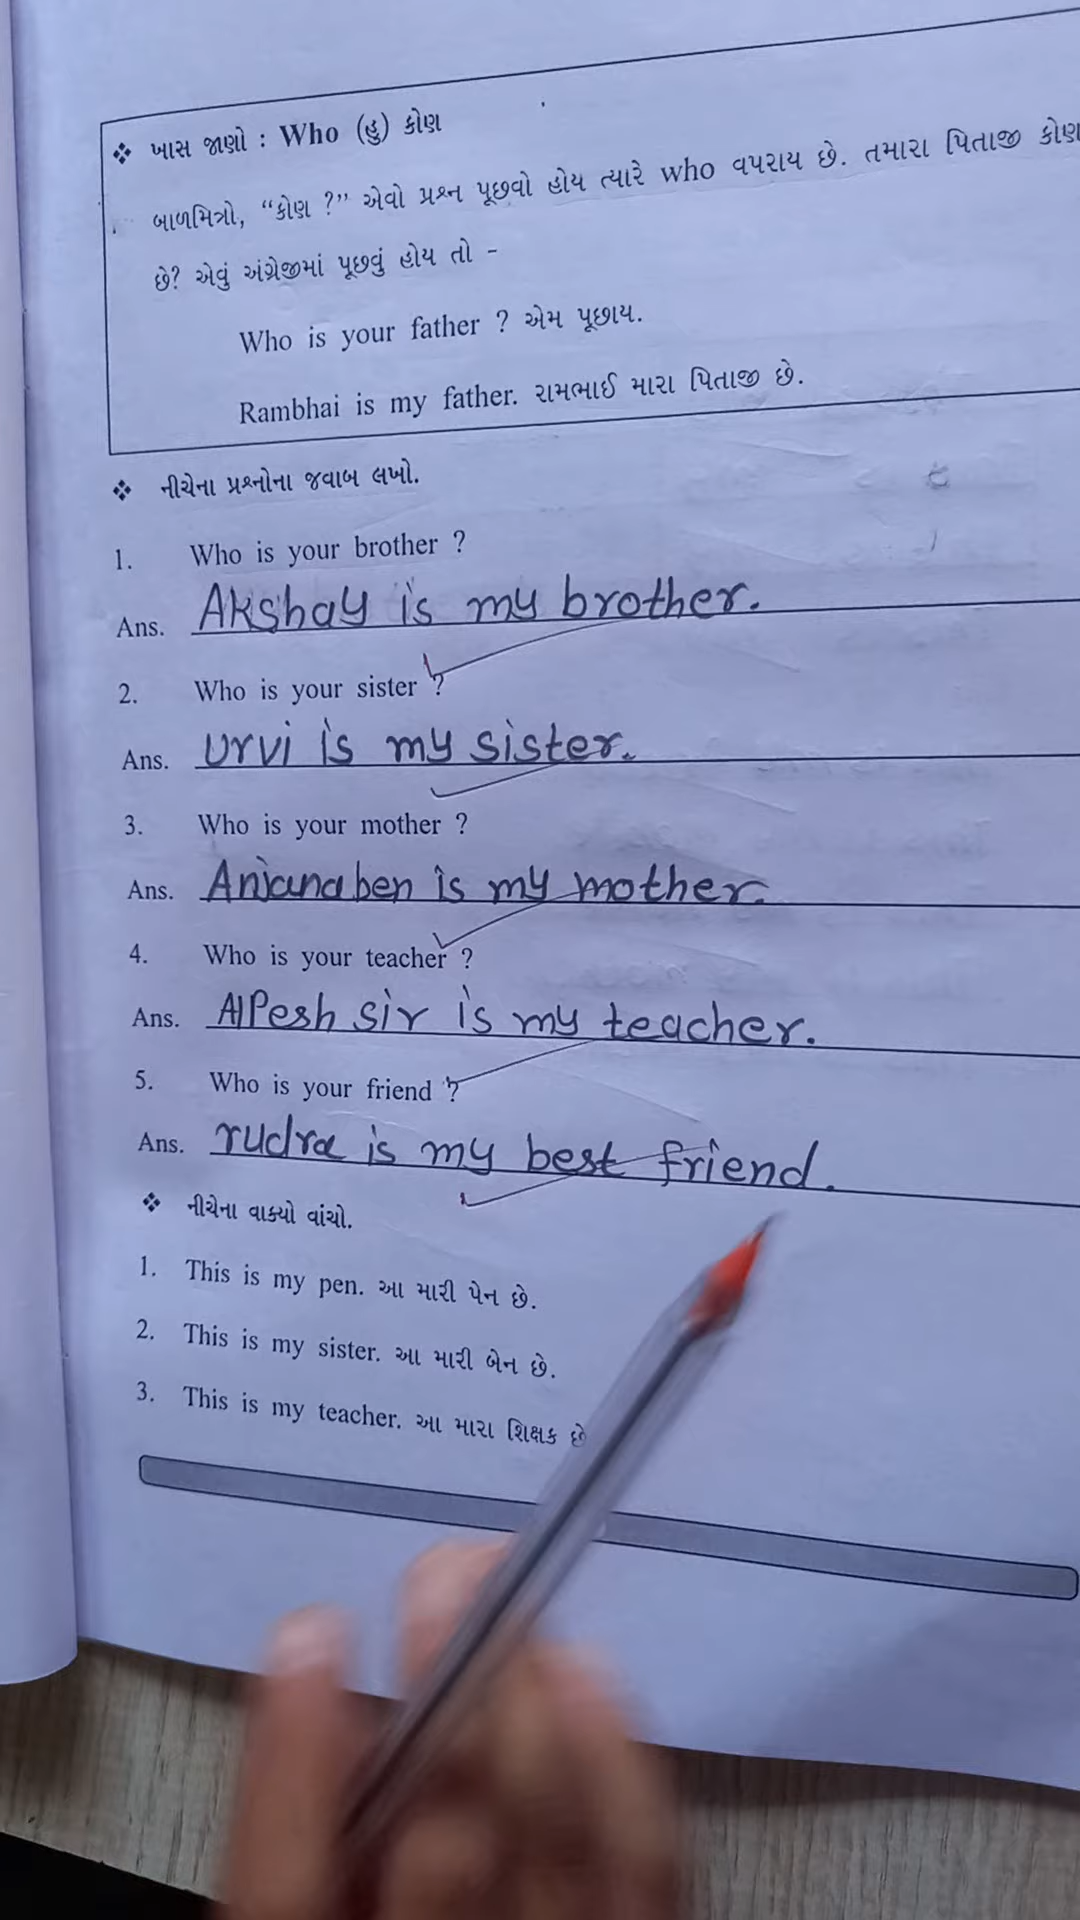 ❖ ખાસ જાણો : Who (હુ) કોણ
બાળમિત્રો, “કોણ ?” એવો પ્રશ્ન પૂછવો હોય ત્યારે who વપરાય છે. તમારા પિતાજી કોણ
છે? એવું અંગ્રેજીમાં પૂછવું હોય તો -
Who is your father ? એમ પૂછાય.
Rambhai is my father. રામભાઈ મારા પિતાજી છે.
❖ નીચેના પ્રશ્નોના જવાબ લખો.
1. Who is your brother ?
Ans. Akshay is my brother.
2. Who is your sister ?
Ans. Urvi is my sister.
3. Who is your mother ?
Ans. Anjanaben is my mother.
4. Who is your teacher ?
Ans. AlPesh sir is my teacher.
5. Who is your friend ?
Ans. rudra is my best friend.
❖ નીચેના વાક્યો વાંચો.
1. This is my pen. આ મારી પેન છે.
2. This is my sister. આ મારી બેન છે.
3. This is my teacher. આ મારા શિક્ષક છે